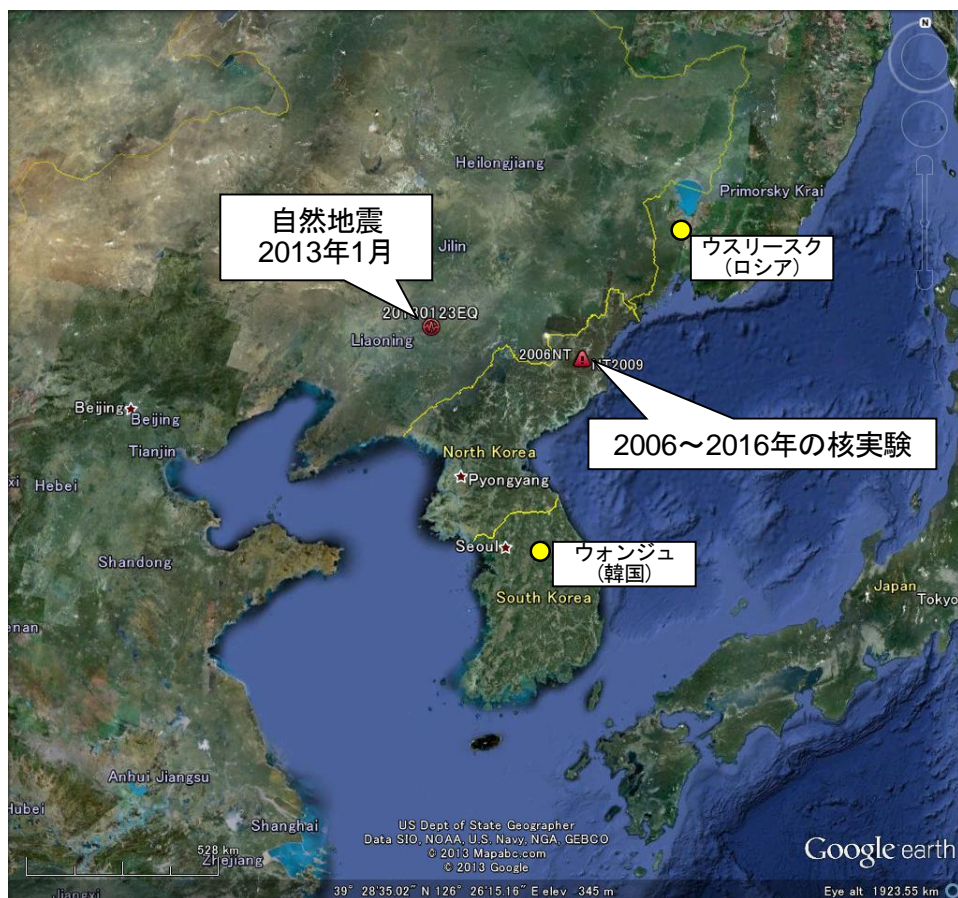 N
Heilongjiang
Primorsky Krai
自然地震
2013年1月
Jilin
ウスリースク
(ロシア)
20130123EQ
Liaoning
2006NT
NT2009
Beijing
Beijing
2006～2016年の核実験
Tianjin
North Korea
Hebei
Pyongyang
Seoul
ウォンジュ
(韓国)
Shandong
South Korea
Japan
Tokyo
Anhui
Jiangsu
Shanghai
US Dept of State Geographer
Data SIO, NOAA, U.S. Navy, NGA, GEBCO
© 2013 Mapabc.com
© 2013 Google
Google earth
528 km
Zhejiang
Jiangxi
39° 28'35.02" N 126° 26'15.16" E elev 345 m
Eye alt 1923.55 km